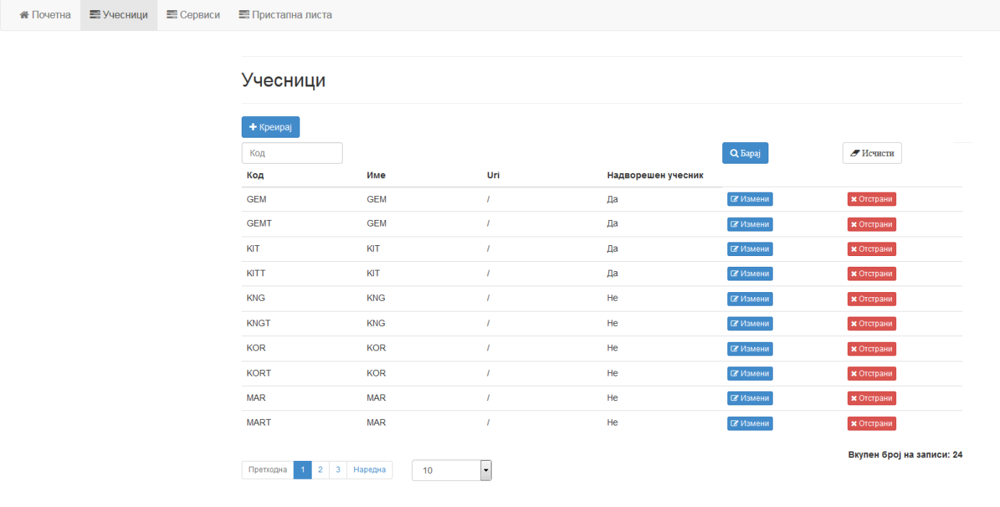 Почетна Учесници Сервиси Пристапна листа
Учесници
Креирај
Код Барај Исчисти
Код Име Uri Надворешен учесник
GEM GEM / Да Измени Отстрани
GEMT GEM / Да Измени Отстрани
KIT KIT / Да Измени Отстрани
KITT KIT / Да Измени Отстрани
KNG KNG / Не Измени Отстрани
KNGT KNG / Не Измени Отстрани
KOR KOR / Не Измени Отстрани
KORT KOR / Не Измени Отстрани
MAR MAR / Не Измени Отстрани
MART MAR / Не Измени Отстрани
Вкупен број на записи: 24
Претходна 1 2 3 Наредна 10